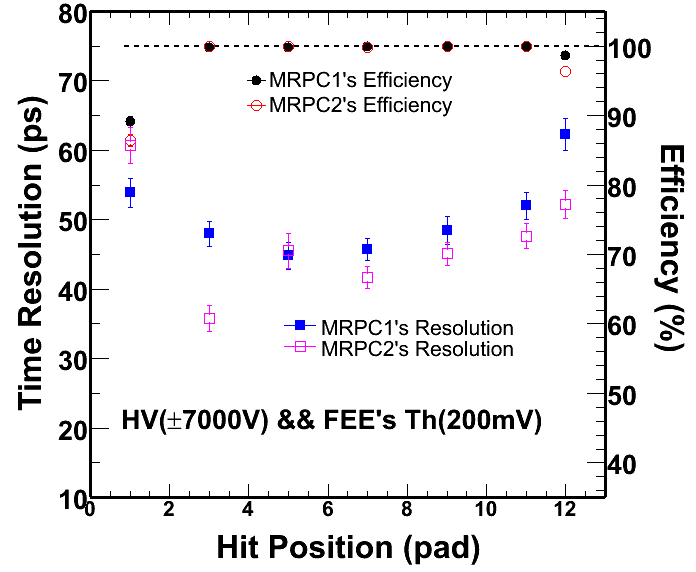 80
70
60
50
40
30
20
10
Time Resolution (ps)
100
90
80
70
60
50
40
Efficiency (%)
MRPC1's Efficiency
MRPC2's Efficiency
MRPC1's Resolution
MRPC2's Resolution
HV(±7000V) && FEE's Th(200mV)
0 2 4 6 8 10 12
Hit Position (pad)